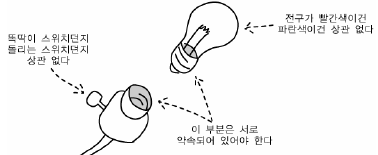 전구가 빨간색이건
파란색이건 상관 없다
똑딱이 스위치던지
돌리는 스위치던지
상관 없다
이 부분은 서로
약속되어 있어야 한다